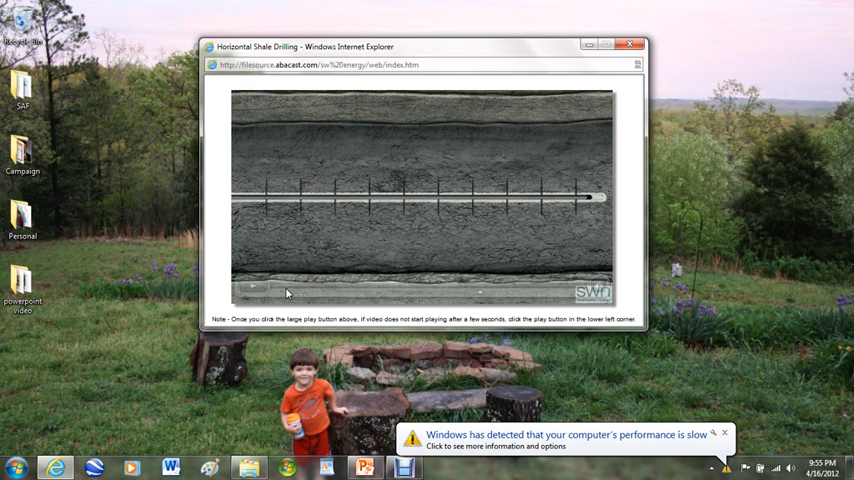 Horizontal Shale Drilling - Windows Internet Explorer
http://filesource.abacast.com/sw%20energy/web/index.htm
Recycle Bin
SAF
Campaign
Personal
powerpoint
video
swn
Note - Once you click the large play button above, if video does not start playing after a few seconds, click the play button in the lower left corner.
Windows has detected that your computer's performance is slow
Click to see more information and options
9:55 PM
4/16/2012